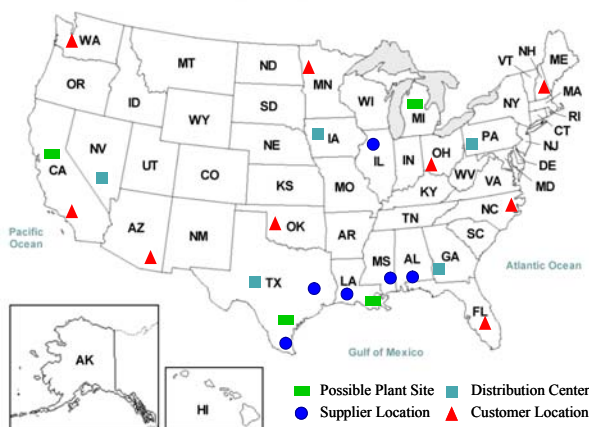 WA
MT
ND
MN
OR
ID
SD
WI
WY
MI
NV
NE
IA
CA
UT
CO
IL
IN
OH
PA
NY
VT
NH
ME
MA
RI
CT
NJ
DE
MD
KS
MO
KY
WV
VA
AZ
NM
OK
AR
TN
NC
SC
TX
LA
MS
AL
GA
FL
Pacific
Ocean
Atlantic Ocean
Gulf of Mexico
AK
HI
Possible Plant Site
Distribution Center
Supplier Location
Customer Location